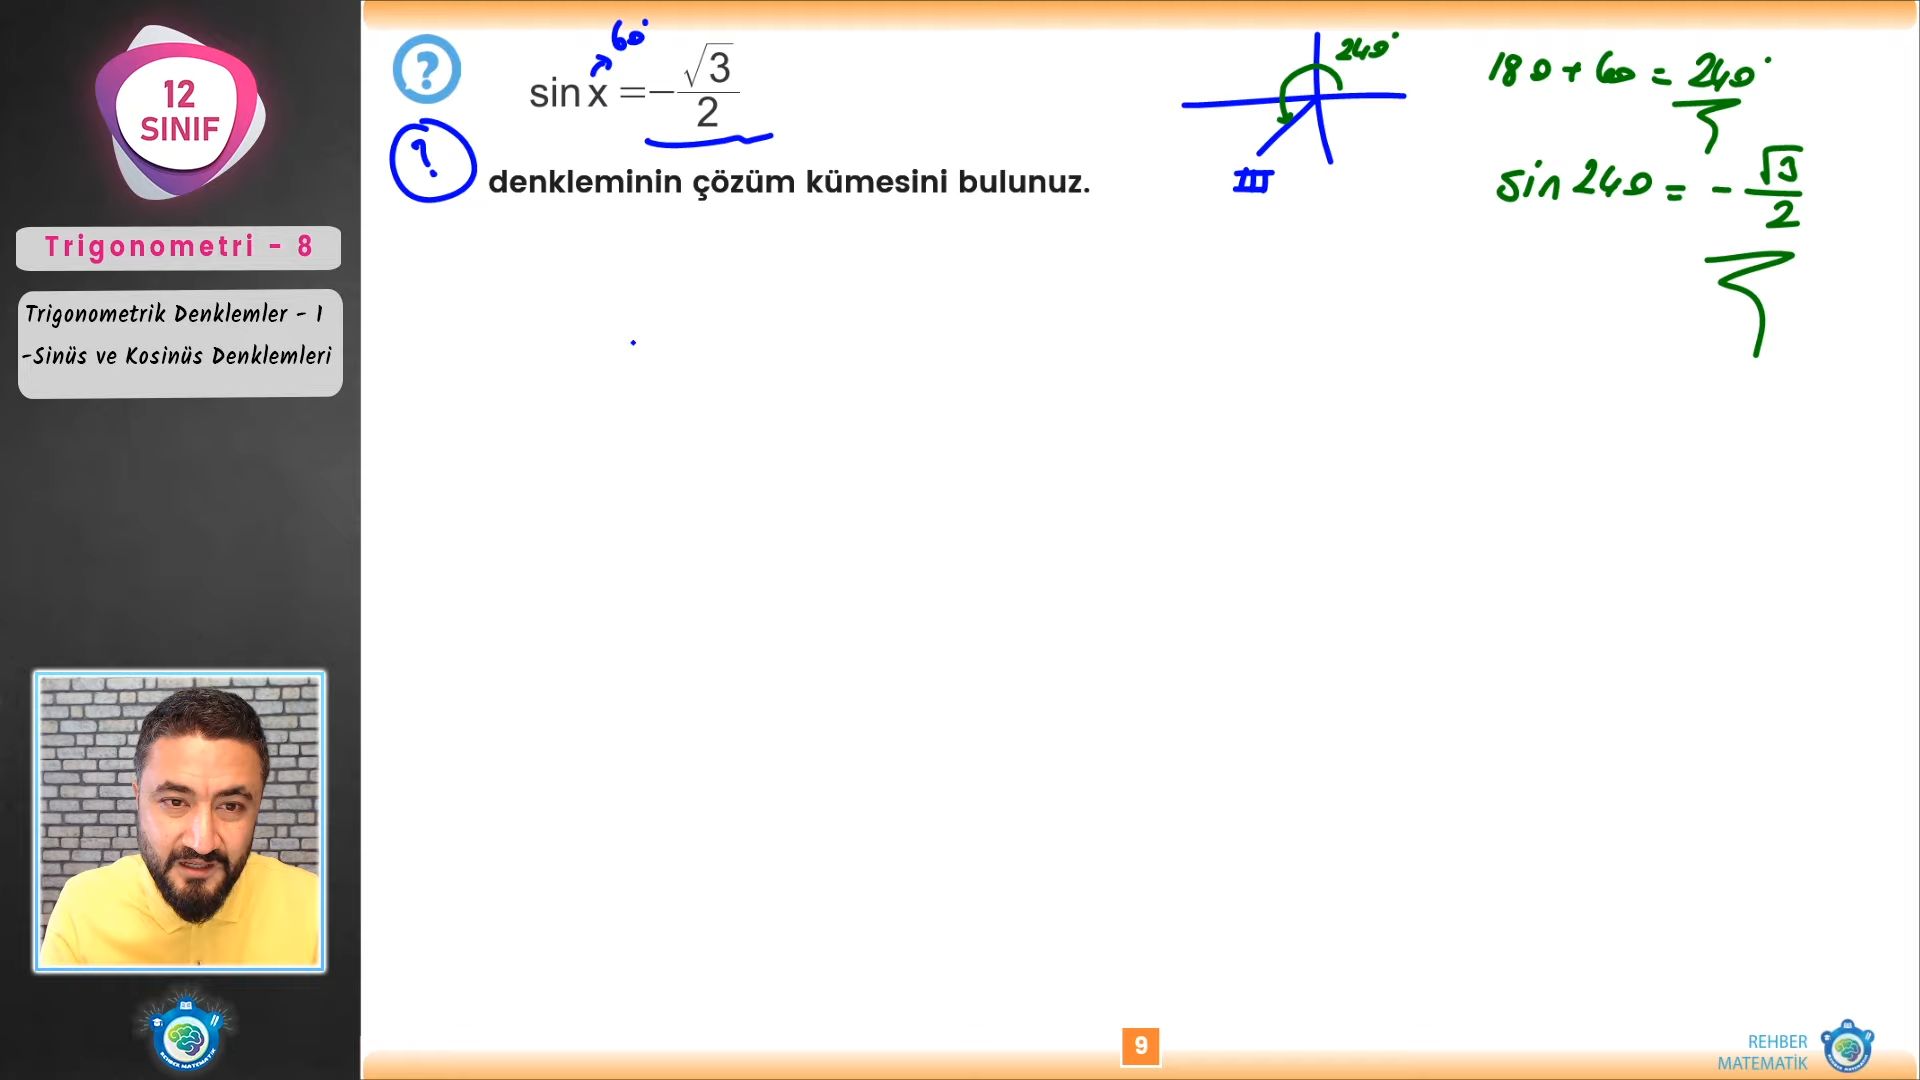 12
SINIF
Trigonometri - 8
Trigonometrik Denklemler - 1
-Sinüs ve Kosinüs Denklemleri
60°
sin x = -√3/2
?
?
denkleminin çözüm kümesini bulunuz.
240°
III
180 + 60 = 240°
sin 240 = - √3/2
9
REHBER
MATEMATİK